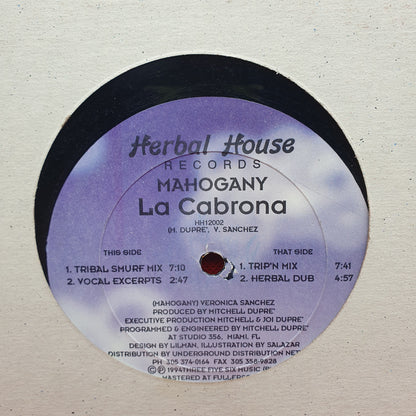 Herbal House
RECORDS
MAHOGANY
La Cabrona
HH12002
(M. DUPRE', V. SANCHEZ
THIS SIDE
1. TRIBAL SMURF MIX 7:10
2. VOCAL EXCERPTS 2:47
THAT SIDE
1. TRIP'N MIX 7:41
2. HERBAL DUB 4:57
(MAHOGANY) VERONICA SANCHEZ
PRODUCED BY MITCHELL DUPRE'
EXECUTIVE PRODUCTION MITCHELL & JOI DUPRE'
PROGRAMMED & ENGINEERED BY MITCHELL DUPRE'
AT STUDIO 356, MIAMI, FL
DESIGN BY LILMAN, ILLUSTRATION BY SALAZAR
DISTRIBUTION BY UNDERGROUND DISTRIBUTION NET
PH: 305 374-0164 FAX 305 358-9828
© 1994 THREE FIVE SIX MUSIC
MASTERED AT